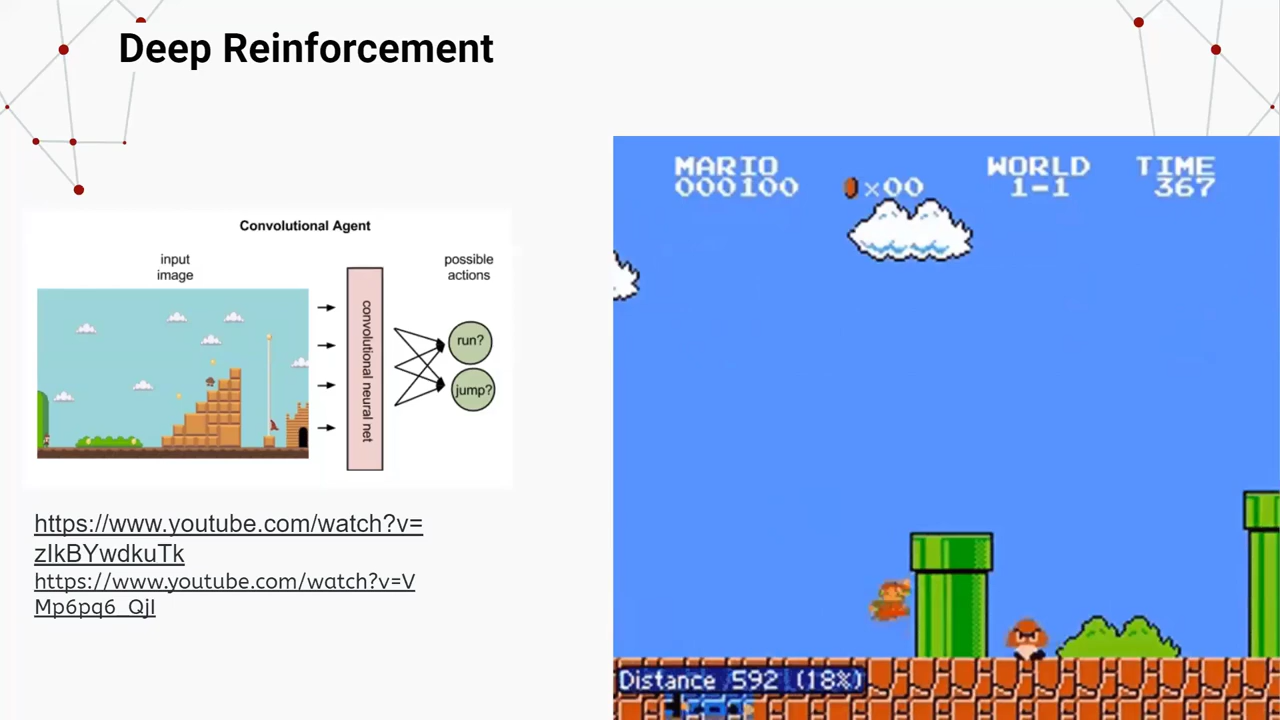 Deep Reinforcement
Convolutional Agent
input
image
possible
actions
convolutional neural net
run?
jump?
https://www.youtube.com/watch?v=
zIkBYwdkuTk
https://www.youtube.com/watch?v=V
Mp6pq6_QjI
MARIO
000100
×00
WORLD
1-1
TIME
367
Distance 592 (18%)